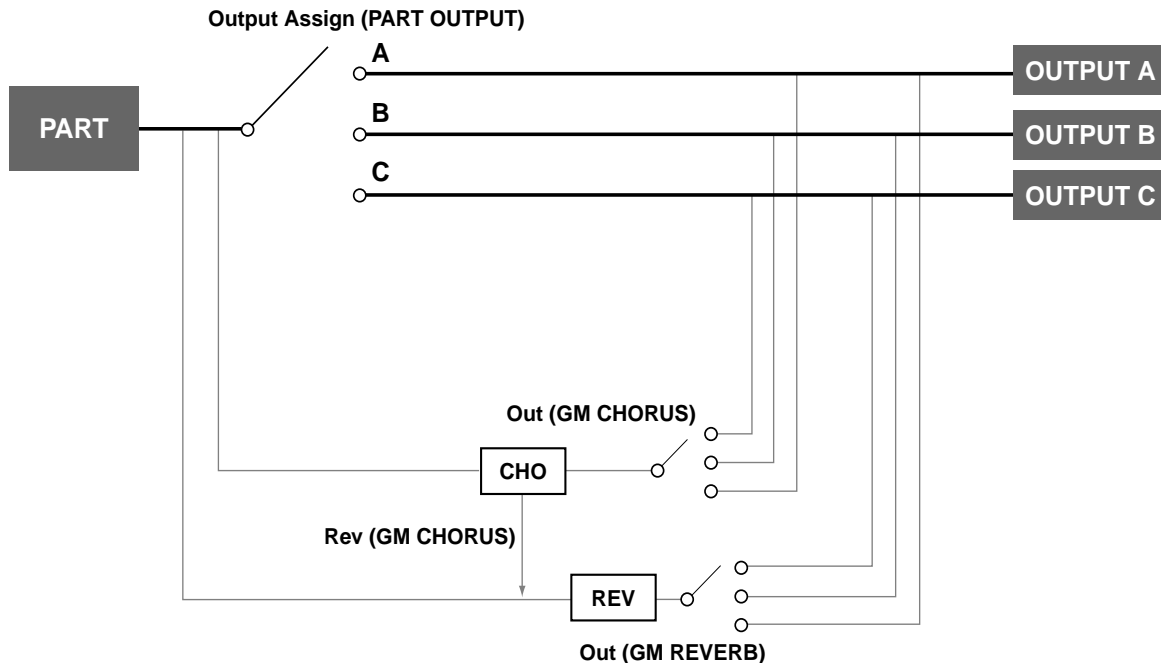 Output Assign (PART OUTPUT)
A
OUTPUT A
PART
B
OUTPUT B
C
OUTPUT C
Out (GM CHORUS)
CHO
Rev (GM CHORUS)
REV
Out (GM REVERB)